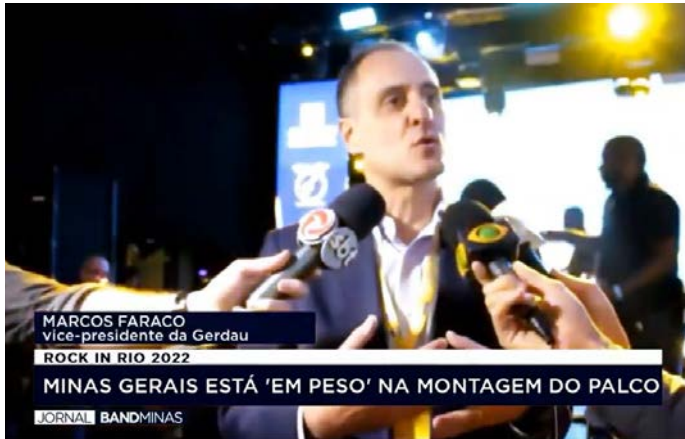 MARCOS FARACO
vice-presidente da Gerdau
ROCK IN RIO 2022
MINAS GERAIS ESTÁ 'EM PESO' NA MONTAGEM DO PALCO
JORNAL BANDMINAS